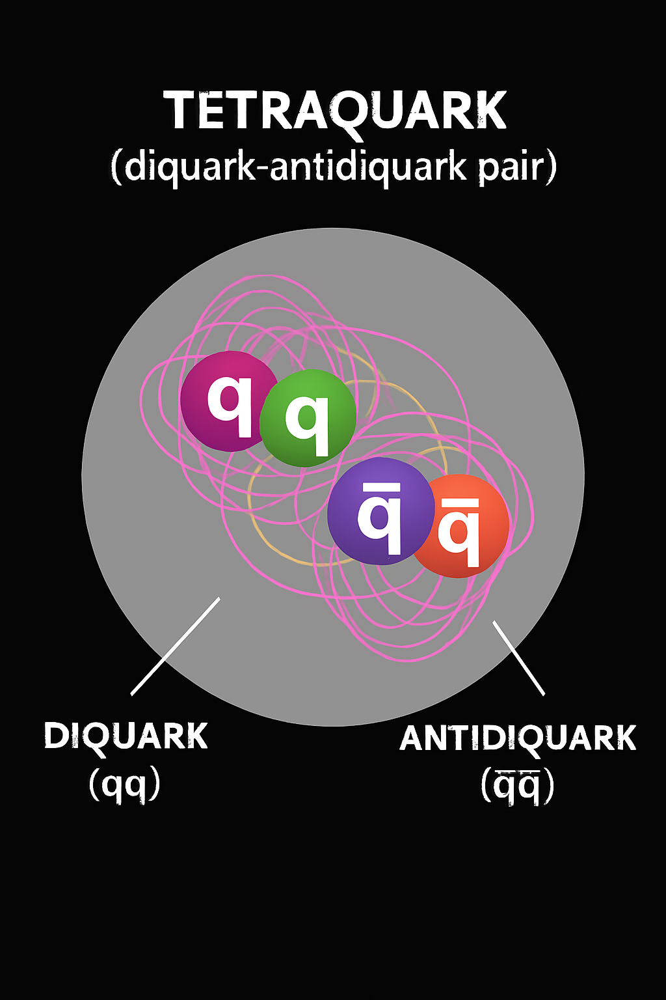 TETRAQUARK
(diquark-antidiquark pair)
q q
q̅ q̅
DIQUARK
(qq)
ANTIDIQUARK
(q̅q̅)